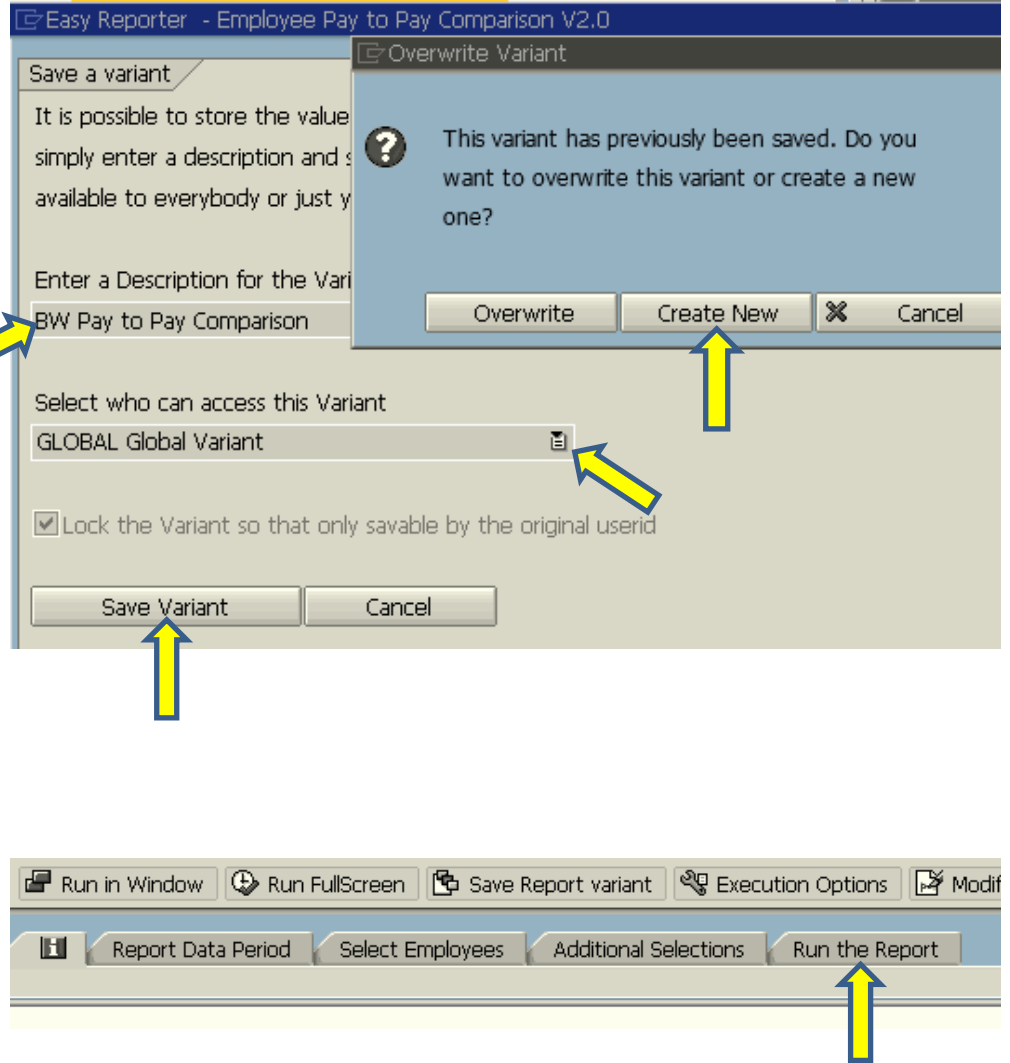 Easy Reporter - Employee Pay to Pay Comparison V2.0
Overwrite Variant
Save a variant
It is possible to store the value
simply enter a description and s
available to everybody or just y
This variant has previously been saved. Do you
want to overwrite this variant or create a new
one?
Overwrite
Create New
Cancel
Enter a Description for the Vari
BW Pay to Pay Comparison
Select who can access this Variant
GLOBAL Global Variant
Lock the Variant so that only savable by the original userid
Save Variant
Cancel
Run in Window
Run FullScreen
Save Report variant
Execution Options
Modif
Report Data Period
Select Employees
Additional Selections
Run the Report